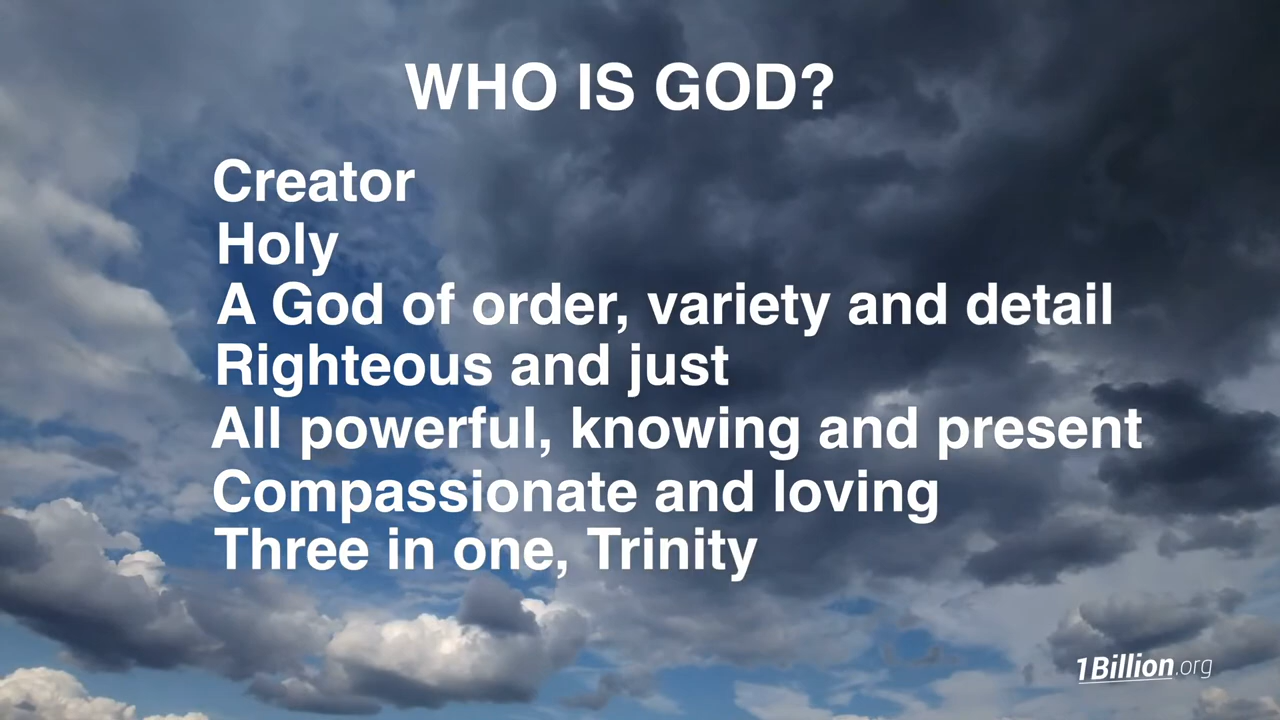 WHO IS GOD?
Creator
Holy
A God of order, variety and detail
Righteous and just
All powerful, knowing and present
Compassionate and loving
Three in one, Trinity
1Billion.org